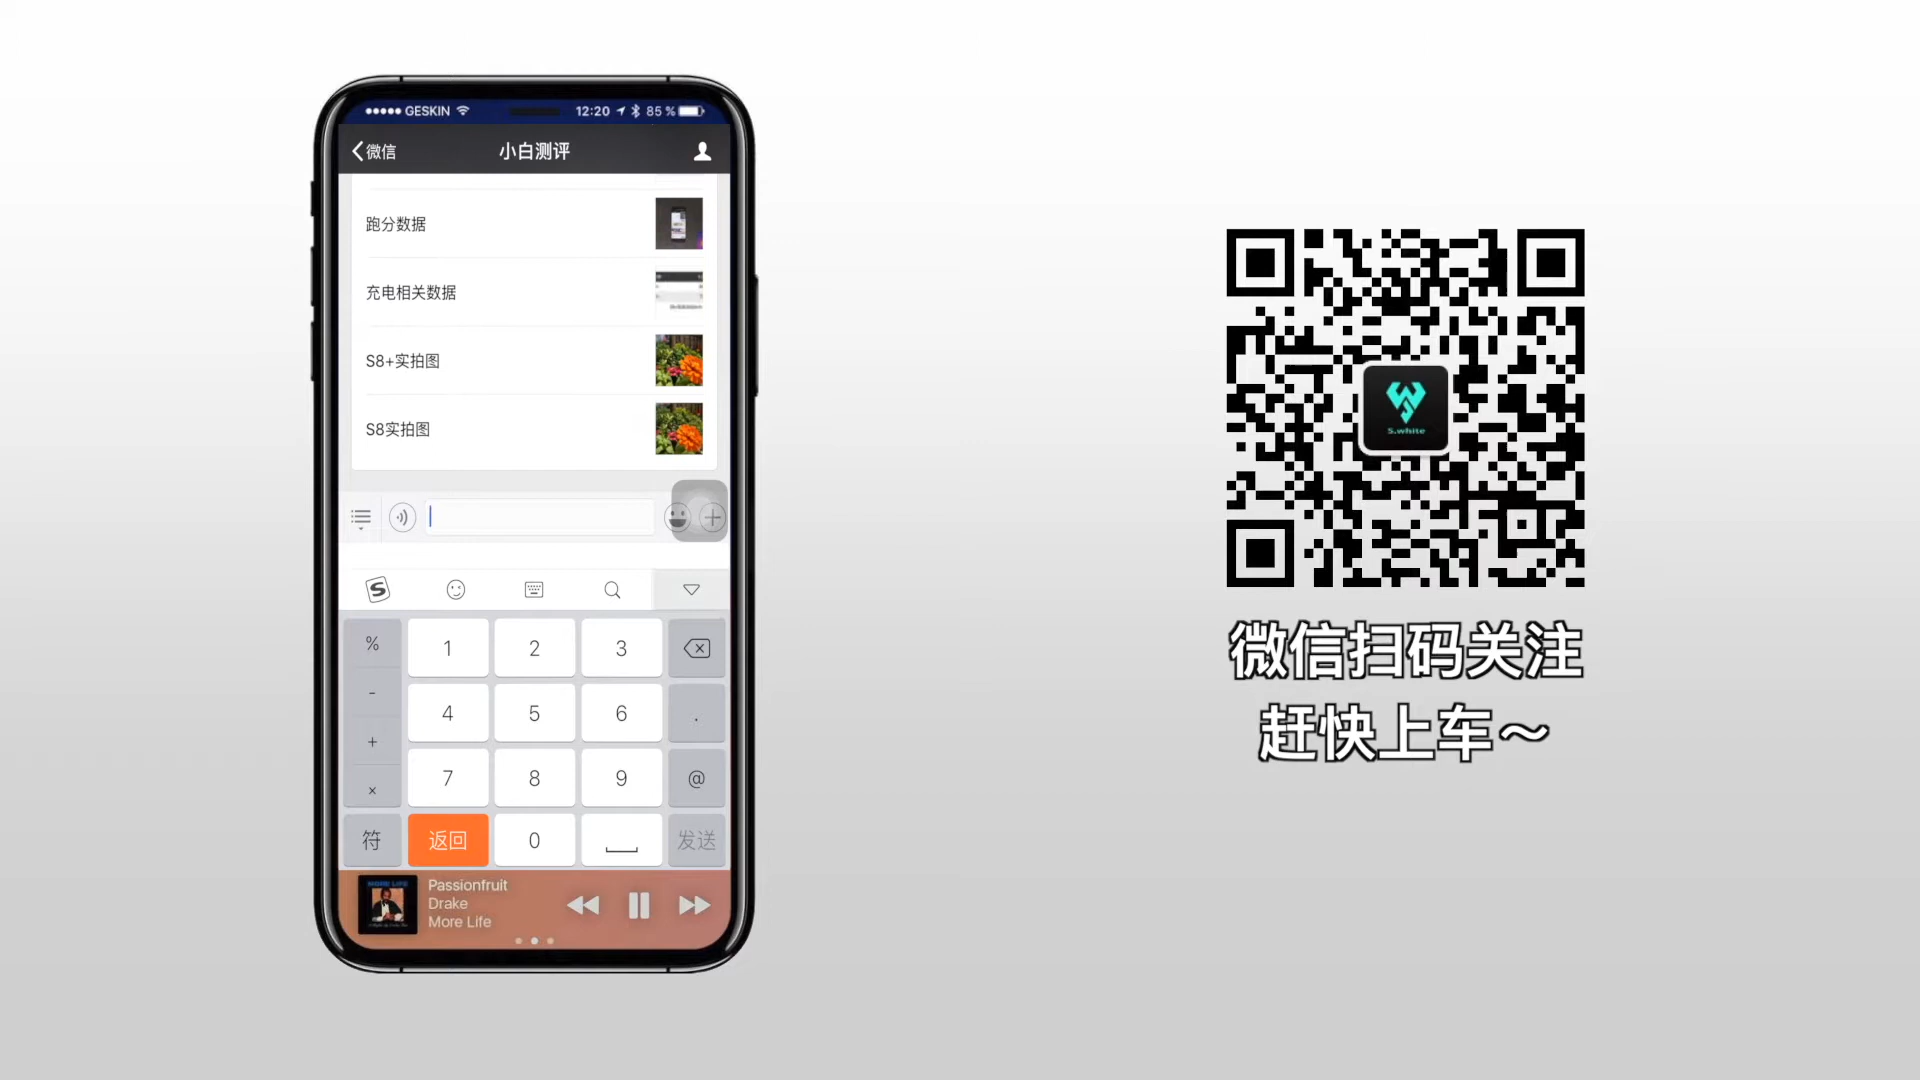 GESKIN
12:20
85 %
微信
小白测评
跑分数据
充电相关数据
S8+实拍图
S8实拍图
%
1
2
3
-
4
5
6
.
+
7
8
9
@
×
符
返回
0
发送
MORE LIFE
Passionfruit
Drake
More Life
S.white
微信扫码关注
赶快上车～